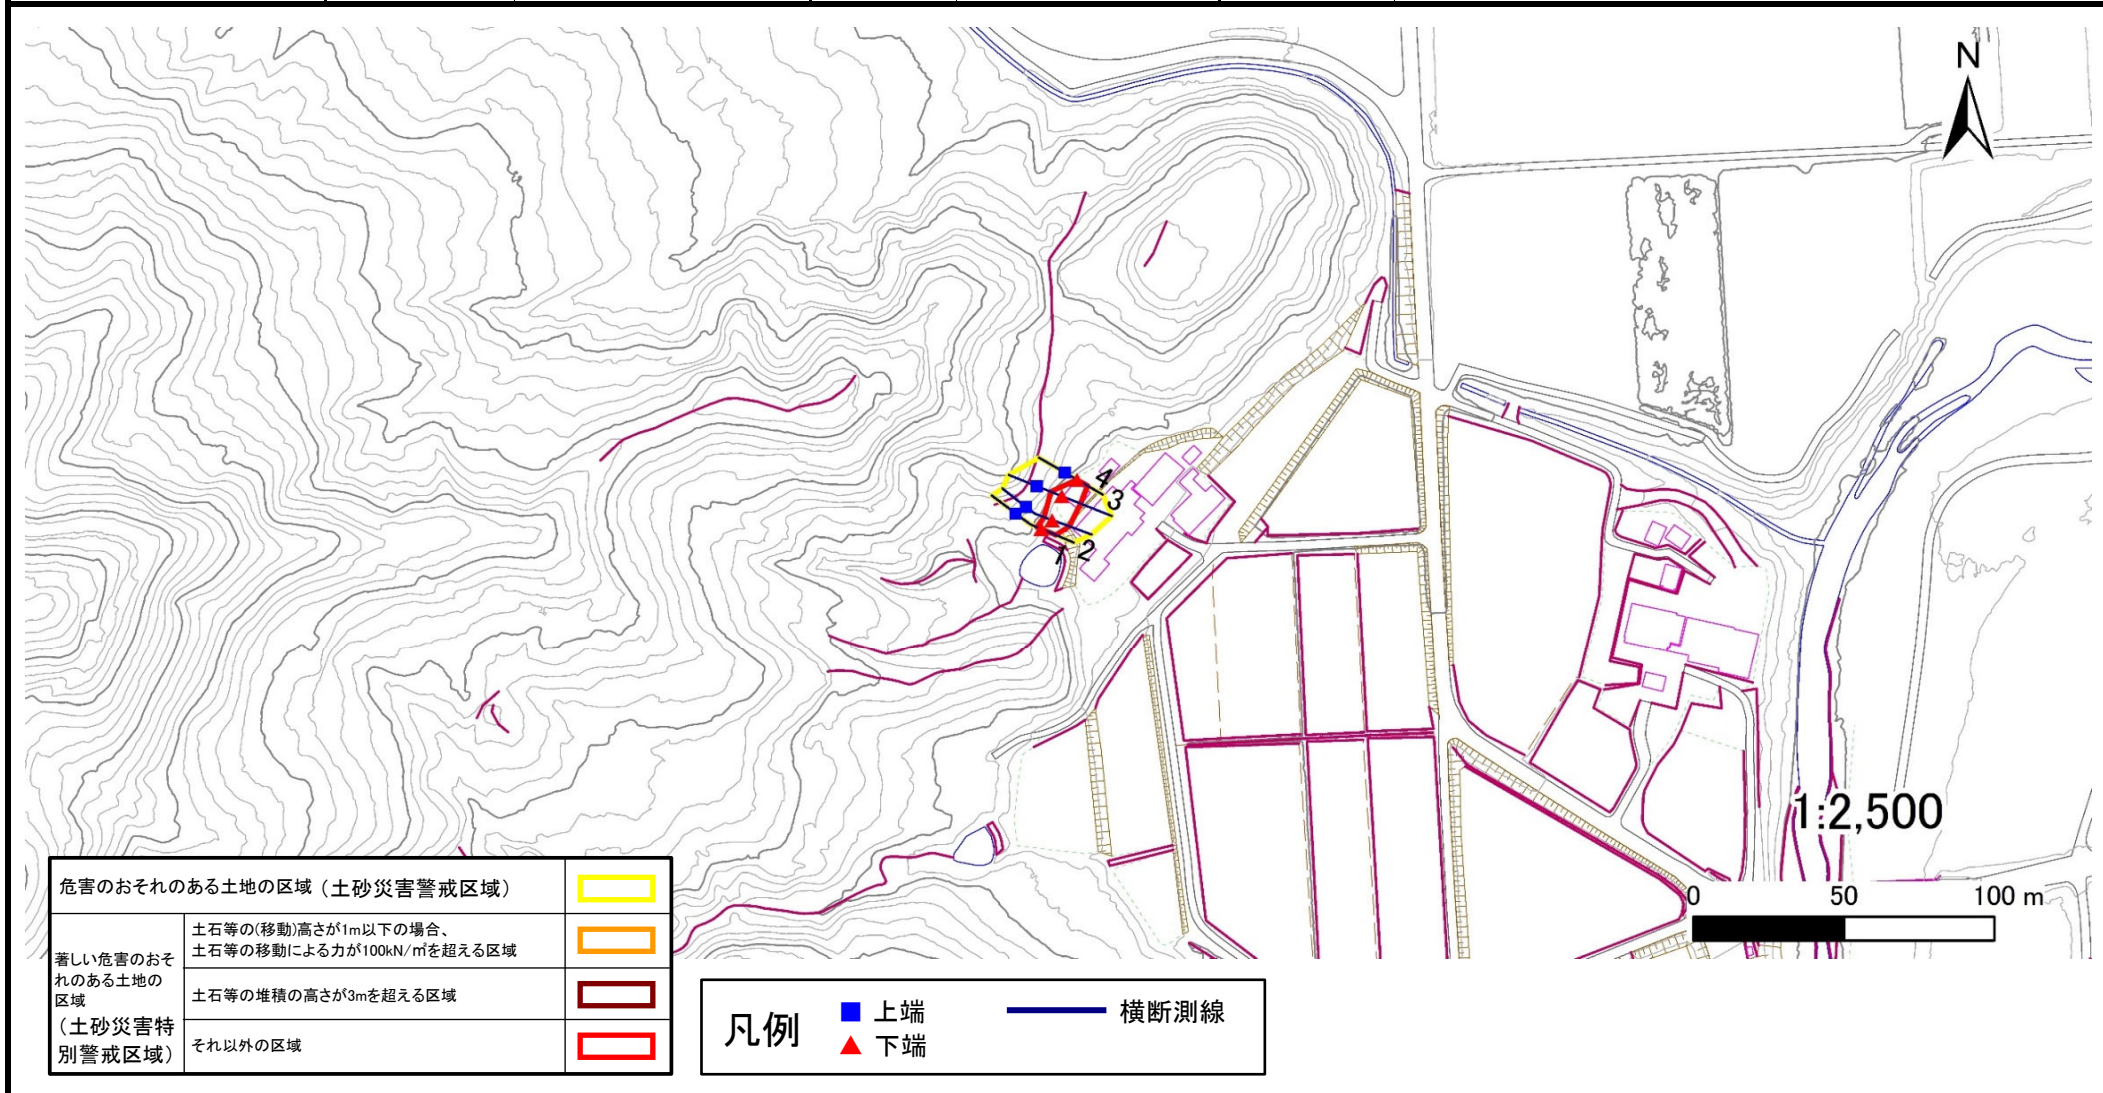 N
4
3
2
1
1:2,500
0 50 100 m
危害のおそれのある土地の区域(土砂災害警戒区域)
著しい危害のおそ
れのある土地の
区域
(土砂災害特
別警戒区域)
土石等の(移動)高さが1m以下の場合、
土石等の移動による力が100kN/㎡を超える区域
土石等の堆積の高さが3mを超える区域
それ以外の区域
凡例
上端
下端
横断測線